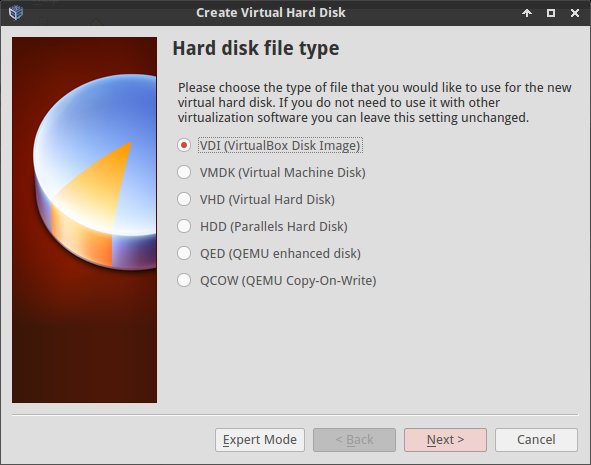 Create Virtual Hard Disk
Hard disk file type
Please choose the type of file that you would like to use for the new
virtual hard disk. If you do not need to use it with other
virtualization software you can leave this setting unchanged.
VDI (VirtualBox Disk Image)
VMDK (Virtual Machine Disk)
VHD (Virtual Hard Disk)
HDD (Parallels Hard Disk)
QED (QEMU enhanced disk)
QCOW (QEMU Copy-On-Write)
Expert Mode
< Back
Next >
Cancel